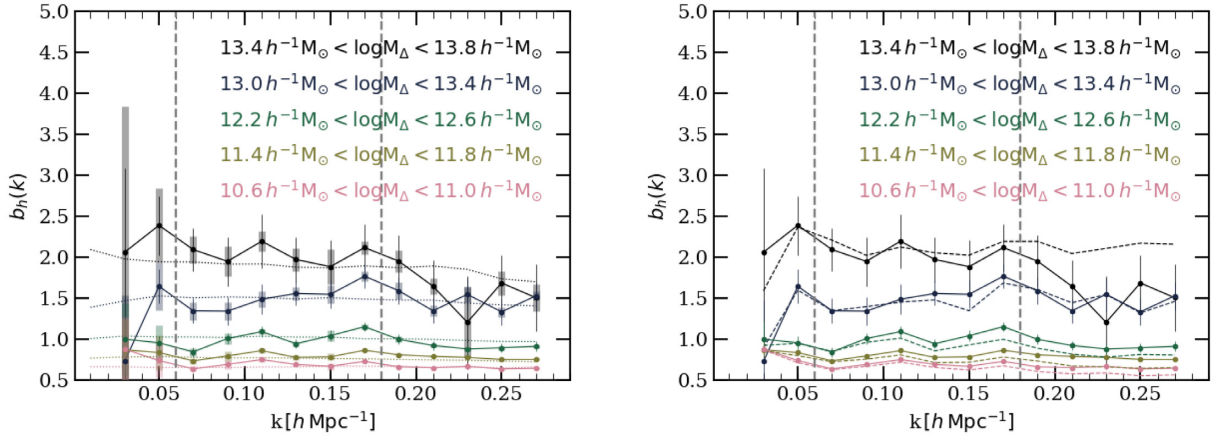 5.0
4.5
4.0
3.5
3.0
2.5
2.0
1.5
1.0
0.5
b_h(k)
13.4 h⁻¹M⊙ < logM_Δ < 13.8 h⁻¹M⊙
13.0 h⁻¹M⊙ < logM_Δ < 13.4 h⁻¹M⊙
12.2 h⁻¹M⊙ < logM_Δ < 12.6 h⁻¹M⊙
11.4 h⁻¹M⊙ < logM_Δ < 11.8 h⁻¹M⊙
10.6 h⁻¹M⊙ < logM_Δ < 11.0 h⁻¹M⊙
0.05 0.10 0.15 0.20 0.25
k [h Mpc⁻¹]
5.0
4.5
4.0
3.5
3.0
2.5
2.0
1.5
1.0
0.5
b_h(k)
13.4 h⁻¹M⊙ < logM_Δ < 13.8 h⁻¹M⊙
13.0 h⁻¹M⊙ < logM_Δ < 13.4 h⁻¹M⊙
12.2 h⁻¹M⊙ < logM_Δ < 12.6 h⁻¹M⊙
11.4 h⁻¹M⊙ < logM_Δ < 11.8 h⁻¹M⊙
10.6 h⁻¹M⊙ < logM_Δ < 11.0 h⁻¹M⊙
0.05 0.10 0.15 0.20 0.25
k [h Mpc⁻¹]